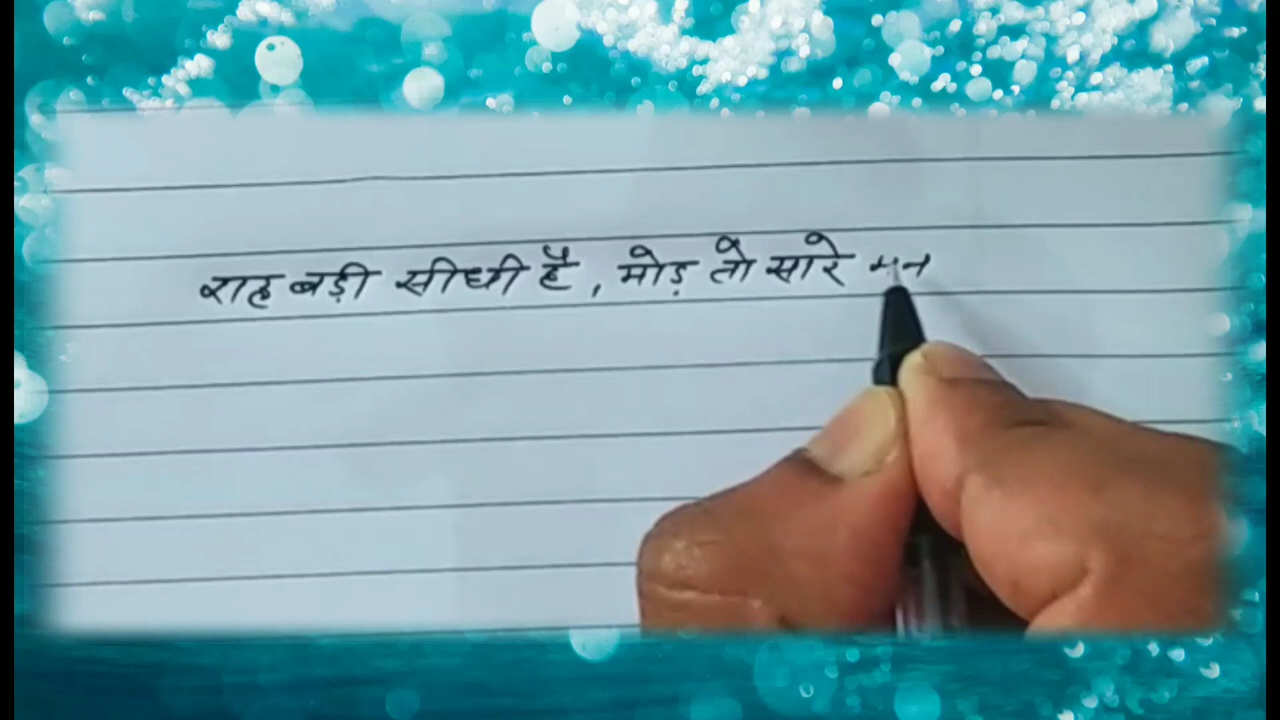 राह बड़ी सीधी है, मोड़ तो सारे मन